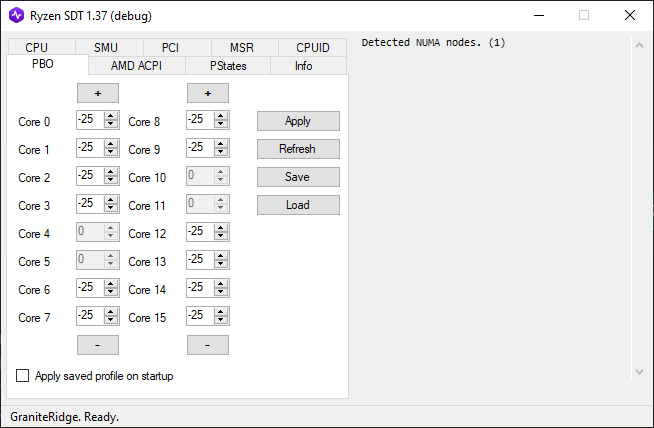 Ryzen SDT 1.37 (debug)
CPU SMU PCI MSR CPUID
PBO AMD ACPI PStates Info
Detected NUMA nodes. (1)
+ +
Core 0 -25 Core 8 -25 Apply
Core 1 -25 Core 9 -25 Refresh
Core 2 -25 Core 10 0 Save
Core 3 -25 Core 11 0 Load
Core 4 0 Core 12 -25
Core 5 0 Core 13 -25
Core 6 -25 Core 14 -25
Core 7 -25 Core 15 -25
- -
Apply saved profile on startup
GraniteRidge. Ready.